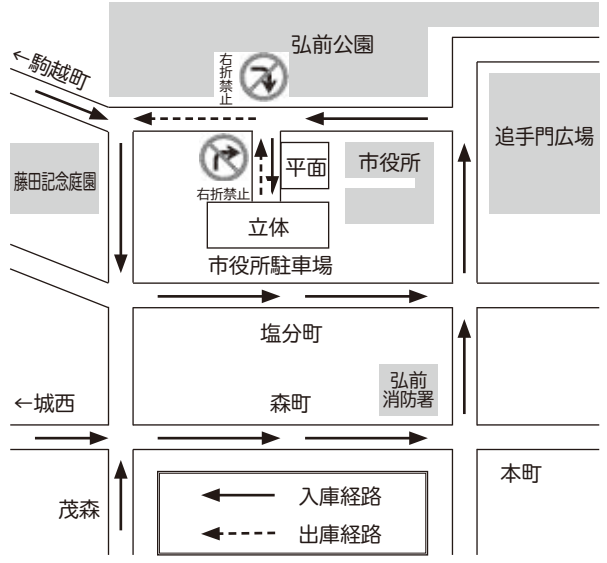 弘前公園
←駒越町
右折禁止
追手門広場
市役所
平面
藤田記念庭園
右折禁止
立体
市役所駐車場
塩分町
弘前
消防署
←城西
森町
本町
茂森
入庫経路
出庫経路